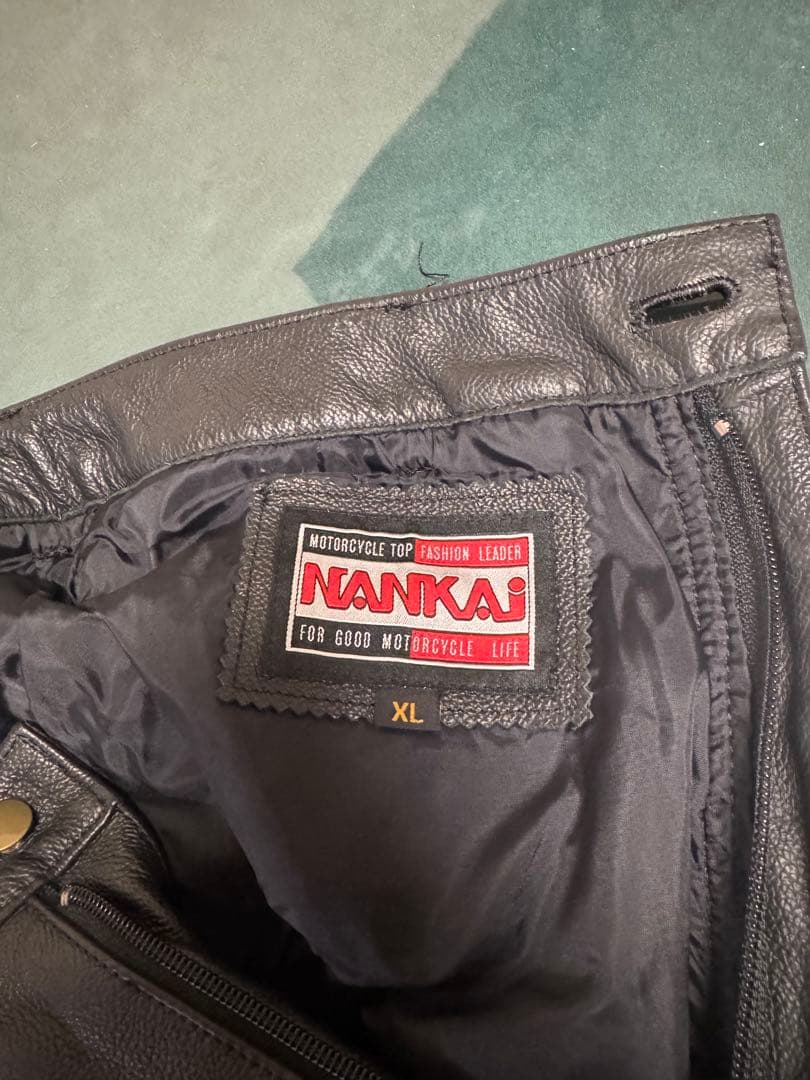 MOTORCYCLE TOP FASHION LEADER
NANKAi
FOR GOOD MOTORCYCLE LIFE
XL